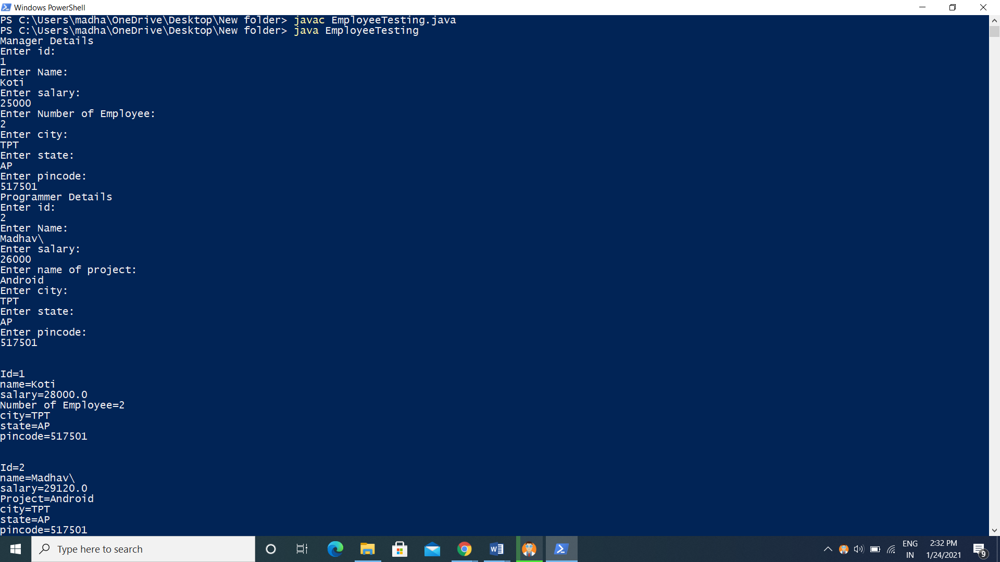 Windows PowerShell
PS C:\Users\madha\OneDrive\Desktop\New folder> javac EmployeeTesting.java
PS C:\Users\madha\OneDrive\Desktop\New folder> java EmployeeTesting
Manager Details
Enter id:
1
Enter Name:
Koti
Enter salary:
25000
Enter Number of Employee:
2
Enter city:
TPT
Enter state:
AP
Enter pincode:
517501
Programmer Details
Enter id:
2
Enter Name:
Madhav\
Enter salary:
26000
Enter name of project:
Android
Enter city:
TPT
Enter state:
AP
Enter pincode:
517501
Id=1
name=Koti
salary=28000.0
Number of Employee=2
city=TPT
state=AP
pincode=517501
Id=2
name=Madhav\
salary=29120.0
Project=Android
city=TPT
state=AP
pincode=517501
Type here to search
ENG
IN
2:32 PM
1/24/2021
9